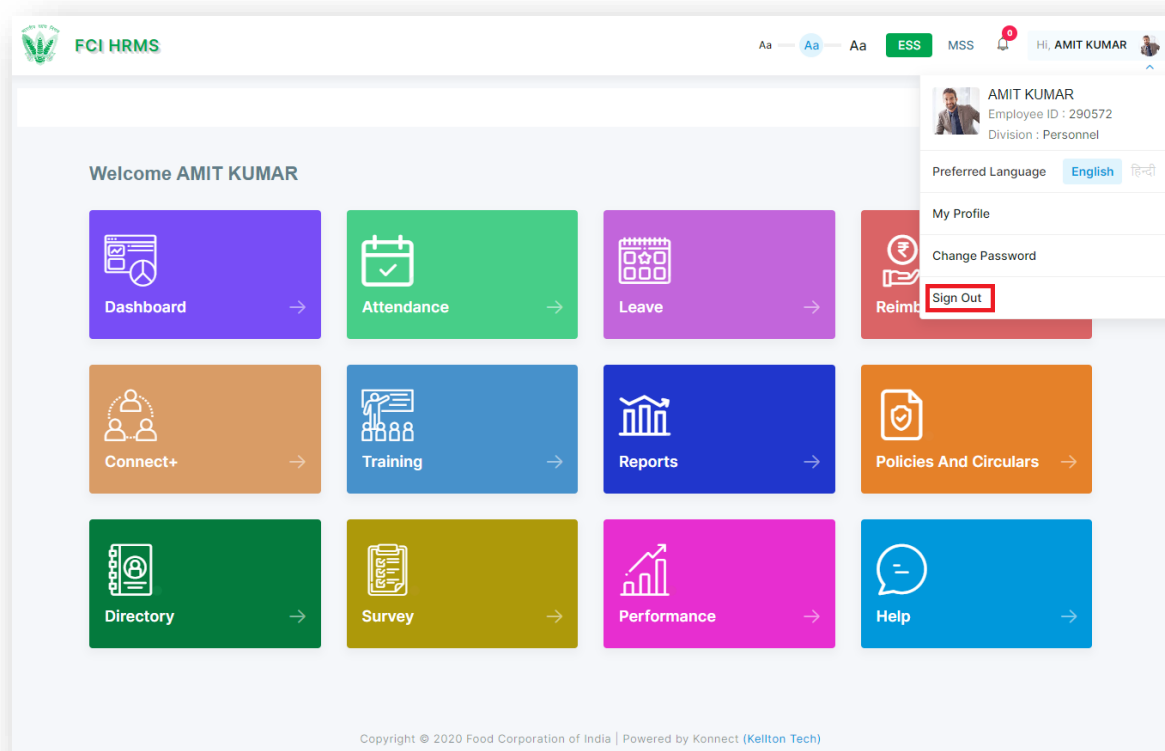 FCI HRMS
Aa Aa Aa ESS MSS 0 Hi, AMIT KUMAR
AMIT KUMAR
Employee ID : 290572
Division : Personnel
Preferred Language English हिन्दी
My Profile
Change Password
Sign Out
Welcome AMIT KUMAR
Dashboard
Attendance
Leave
Reimb
Connect+
Training
Reports
Policies And Circulars
Directory
Survey
Performance
Help
Copyright © 2020 Food Corporation of India | Powered by Konnect (Kellton Tech)